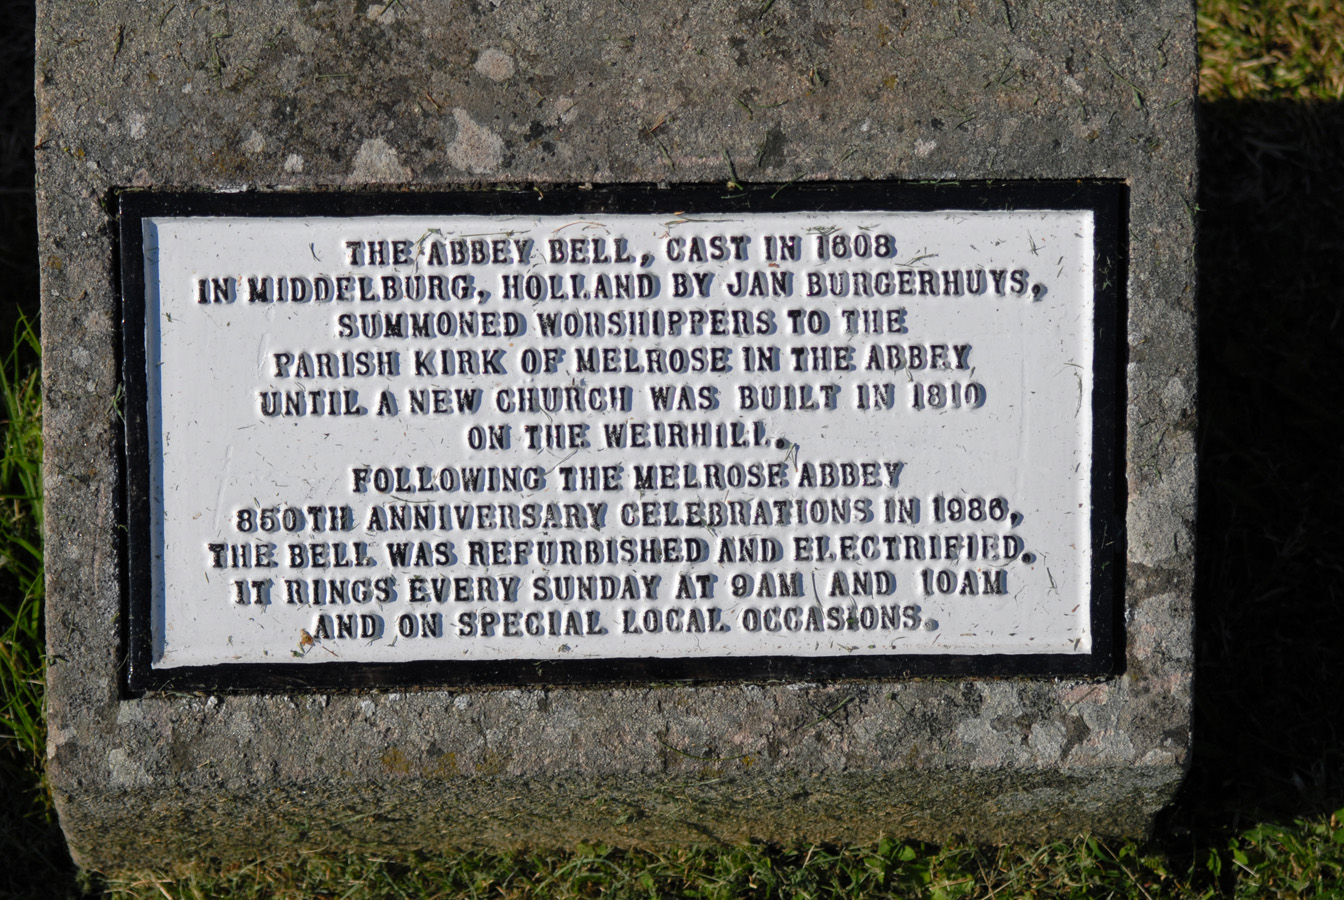 THE ABBEY BELL, CAST IN 1608
IN MIDDELBURG, HOLLAND BY JAN BURGERHUYS,
SUMMONED WORSHIPPERS TO THE
PARISH KIRK OF MELROSE IN THE ABBEY
UNTIL A NEW CHURCH WAS BUILT IN 1810
ON THE WEIRHILL.
FOLLOWING THE MELROSE ABBEY
850TH ANNIVERSARY CELEBRATIONS IN 1986,
THE BELL WAS REFURBISHED AND ELECTRIFIED.
IT RINGS EVERY SUNDAY AT 9AM AND 10AM
AND ON SPECIAL LOCAL OCCASIONS.